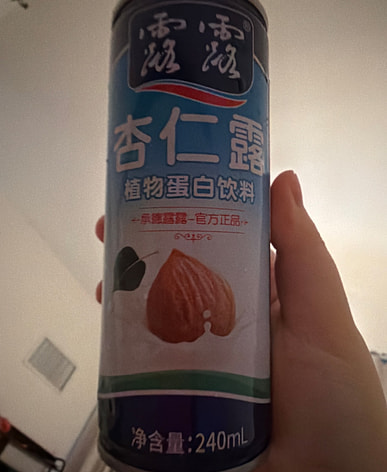 露露
杏仁露
植物蛋白饮料
承德露露-官方正品
净含量:240mL